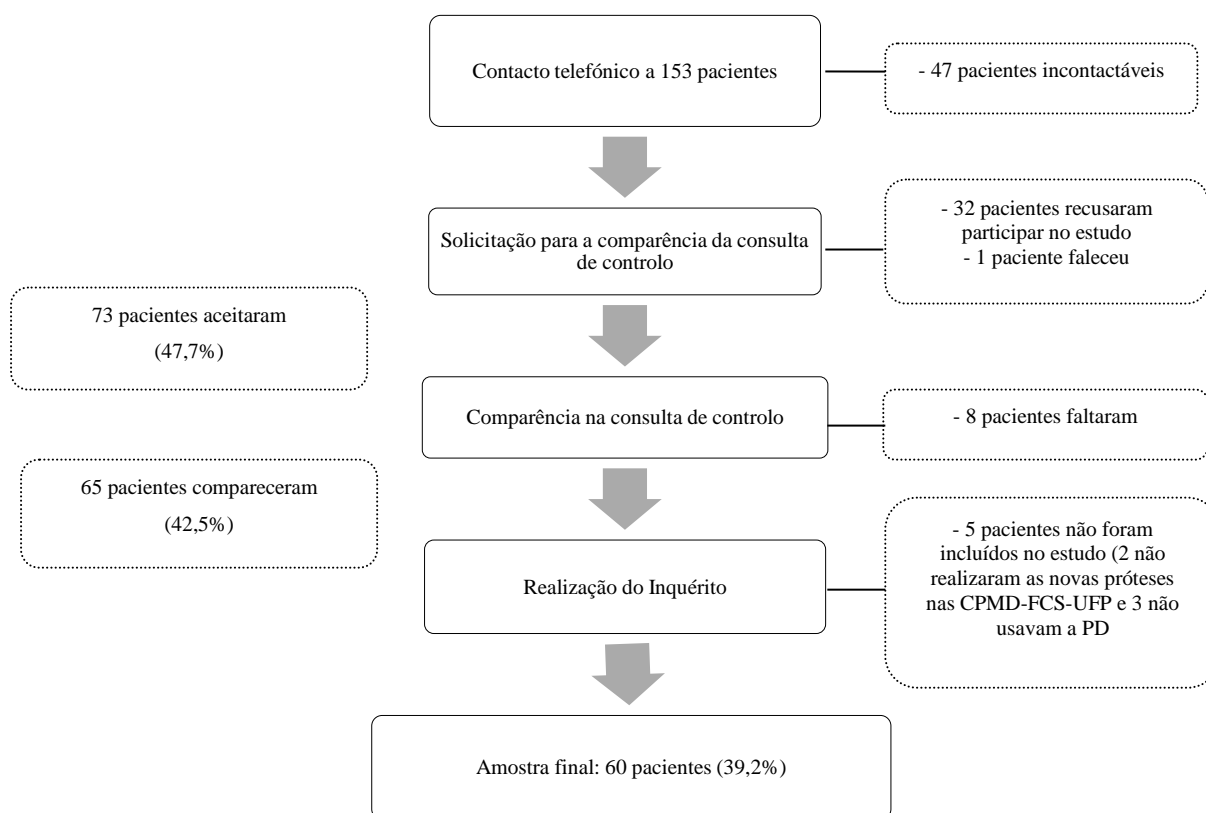 Contacto telefónico a 153 pacientes
- 47 pacientes incontactáveis
Solicitação para a comparência da consulta
de controlo
- 32 pacientes recusaram
participar no estudo
- 1 paciente faleceu
73 pacientes aceitaram
(47,7%)
Comparência na consulta de controlo
- 8 pacientes faltaram
65 pacientes compareceram
(42,5%)
Realização do Inquérito
- 5 pacientes não foram
incluídos no estudo (2 não
realizaram as novas próteses
nas CPMD-FCS-UFP e 3 não
usavam a PD
Amostra final: 60 pacientes (39,2%)